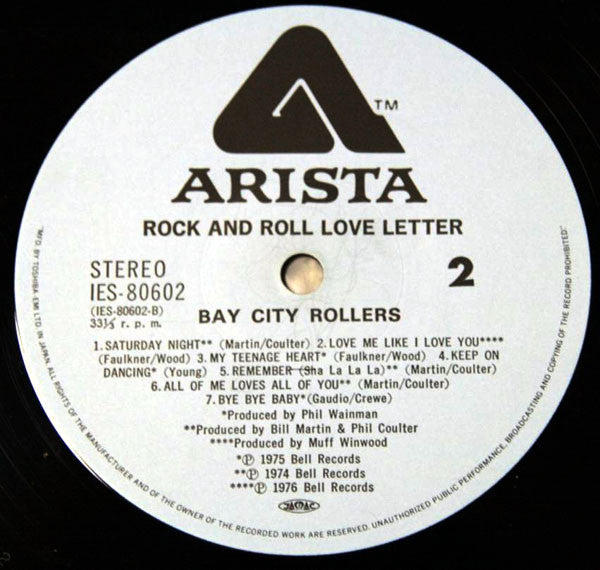 TM
ARISTA
ROCK AND ROLL LOVE LETTER
STEREO
IES-80602
(IES-80602-B)
33⅓ r. p. m.
2
BAY CITY ROLLERS
1.SATURDAY NIGHT** (Martin/Coulter) 2.LOVE ME LIKE I LOVE YOU****
(Faulkner/Wood) 3.MY TEENAGE HEART* (Faulkner/Wood) 4.KEEP ON
DANCING* (Young) 5.REMEMBER (Sha La La La)** (Martin/Coulter)
6.ALL OF ME LOVES ALL OF YOU** (Martin/Coulter)
7.BYE BYE BABY*(Gaudio/Crewe)
*Produced by Phil Wainman
**Produced by Bill Martin & Phil Coulter
****Produced by Muff Winwood
*Ⓟ 1975 Bell Records
**Ⓟ 1974 Bell Records
****Ⓟ 1976 Bell Records
JASRAC
"MFD. BY TOSHIBA-EMI LTD. IN JAPAN ALL RIGHTS OF THE MANUFACTURER AND OF THE OWNER OF THE RECORDED WORK ARE RESERVED. UNAUTHORIZED PUBLIC PERFORMANCE, BROADCASTING AND COPYING OF THE RECORD PROHIBITED"